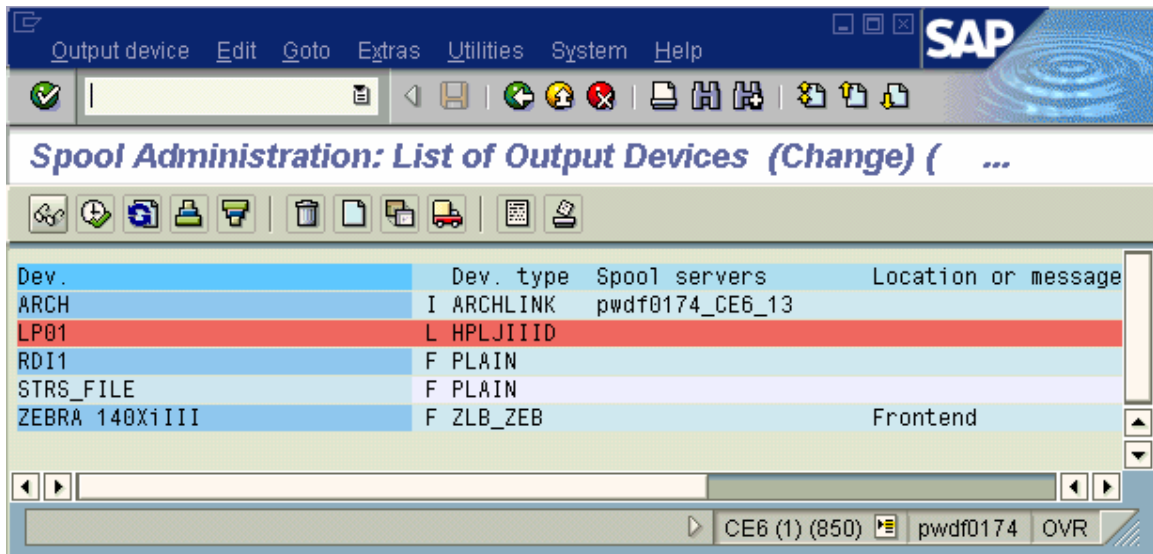 Output device Edit Goto Extras Utilities System Help
SAP
Spool Administration: List of Output Devices (Change) ( ...
Dev. Dev. type Spool servers Location or message
ARCH I ARCHLINK pwdf0174_CE6_13
LP01 L HPLJIIID
RDI1 F PLAIN
STRS_FILE F PLAIN
ZEBRA 140XiIII F ZLB_ZEB Frontend
CE6 (1) (850) pwdf0174 OVR